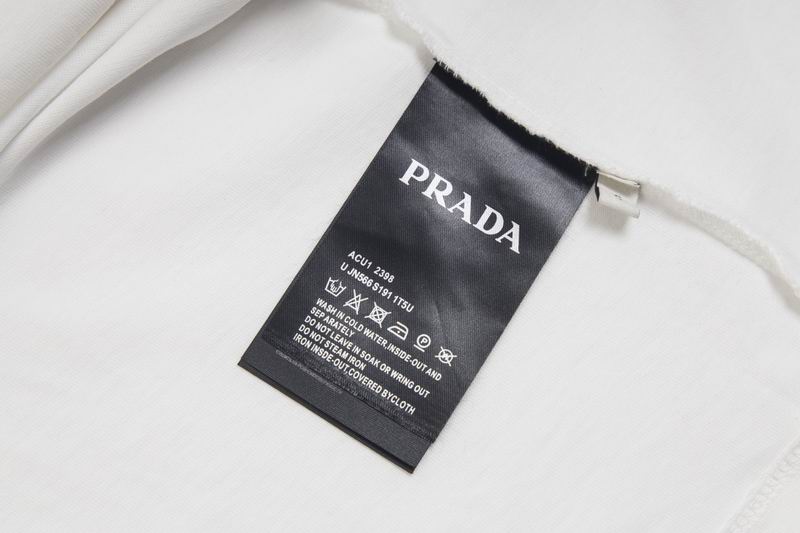 PRADA
ACU1 2398
U JN566 S191 1T5U
P
WASH IN COLD WATER,INSIDE-OUT AND
SEPARATELY
DO NOT LEAVE IN SOAK OR WRING OUT
DO NOT STEAM IRON
IRON INSDE-OUT,COVERED BYCLOTH